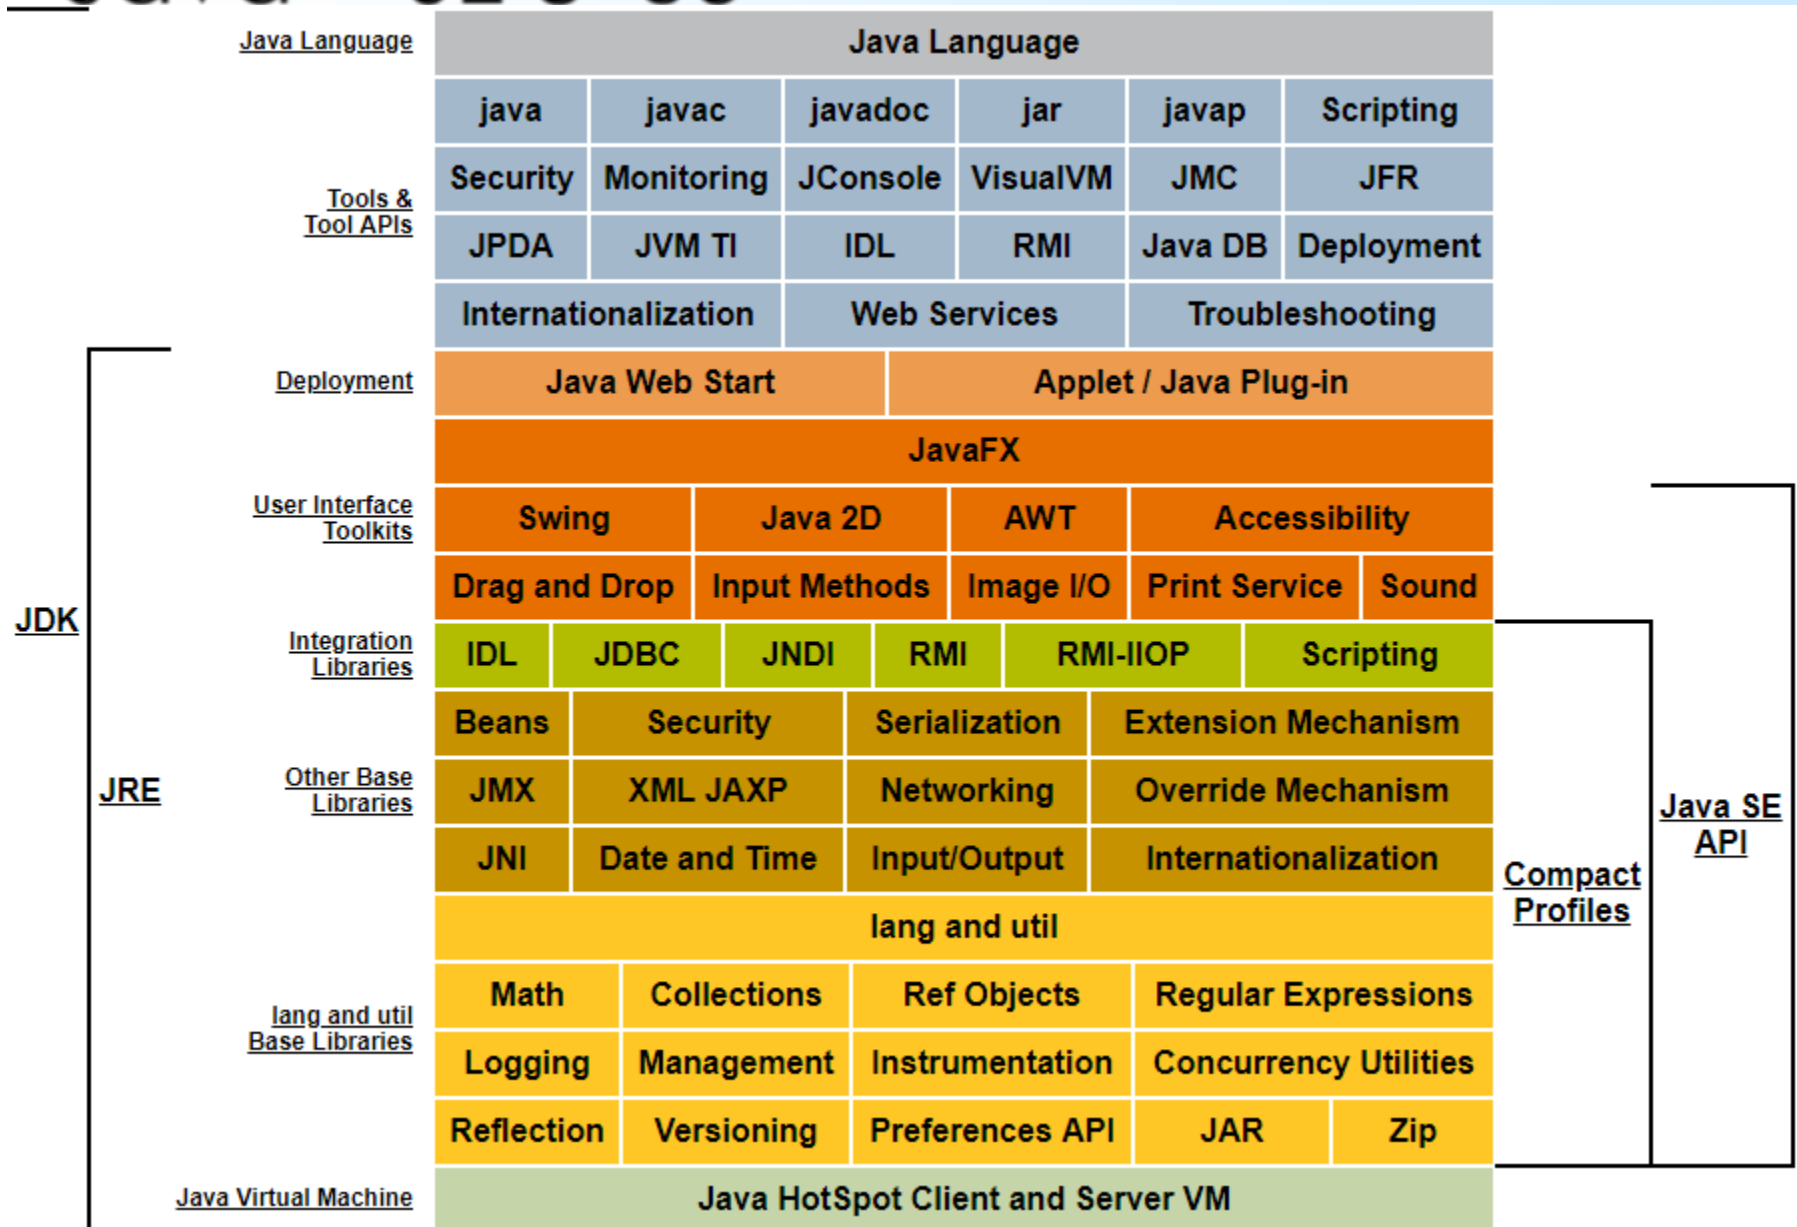 Java Language
Java Language
java javac javadoc jar javap Scripting
Security Monitoring JConsole VisualVM JMC JFR
Tools &
Tool APIs
JPDA JVM TI IDL RMI Java DB Deployment
Internationalization Web Services Troubleshooting
Deployment
Java Web Start Applet / Java Plug-in
JavaFX
User Interface
Toolkits
Swing Java 2D AWT Accessibility
Drag and Drop Input Methods Image I/O Print Service Sound
JDK
Integration
Libraries
IDL JDBC JNDI RMI RMI-IIOP Scripting
Beans Security Serialization Extension Mechanism
JRE
Other Base
Libraries
JMX XML JAXP Networking Override Mechanism
Java SE
API
JNI Date and Time Input/Output Internationalization
Compact
Profiles
lang and util
Math Collections Ref Objects Regular Expressions
lang and util
Base Libraries
Logging Management Instrumentation Concurrency Utilities
Reflection Versioning Preferences API JAR Zip
Java Virtual Machine
Java HotSpot Client and Server VM